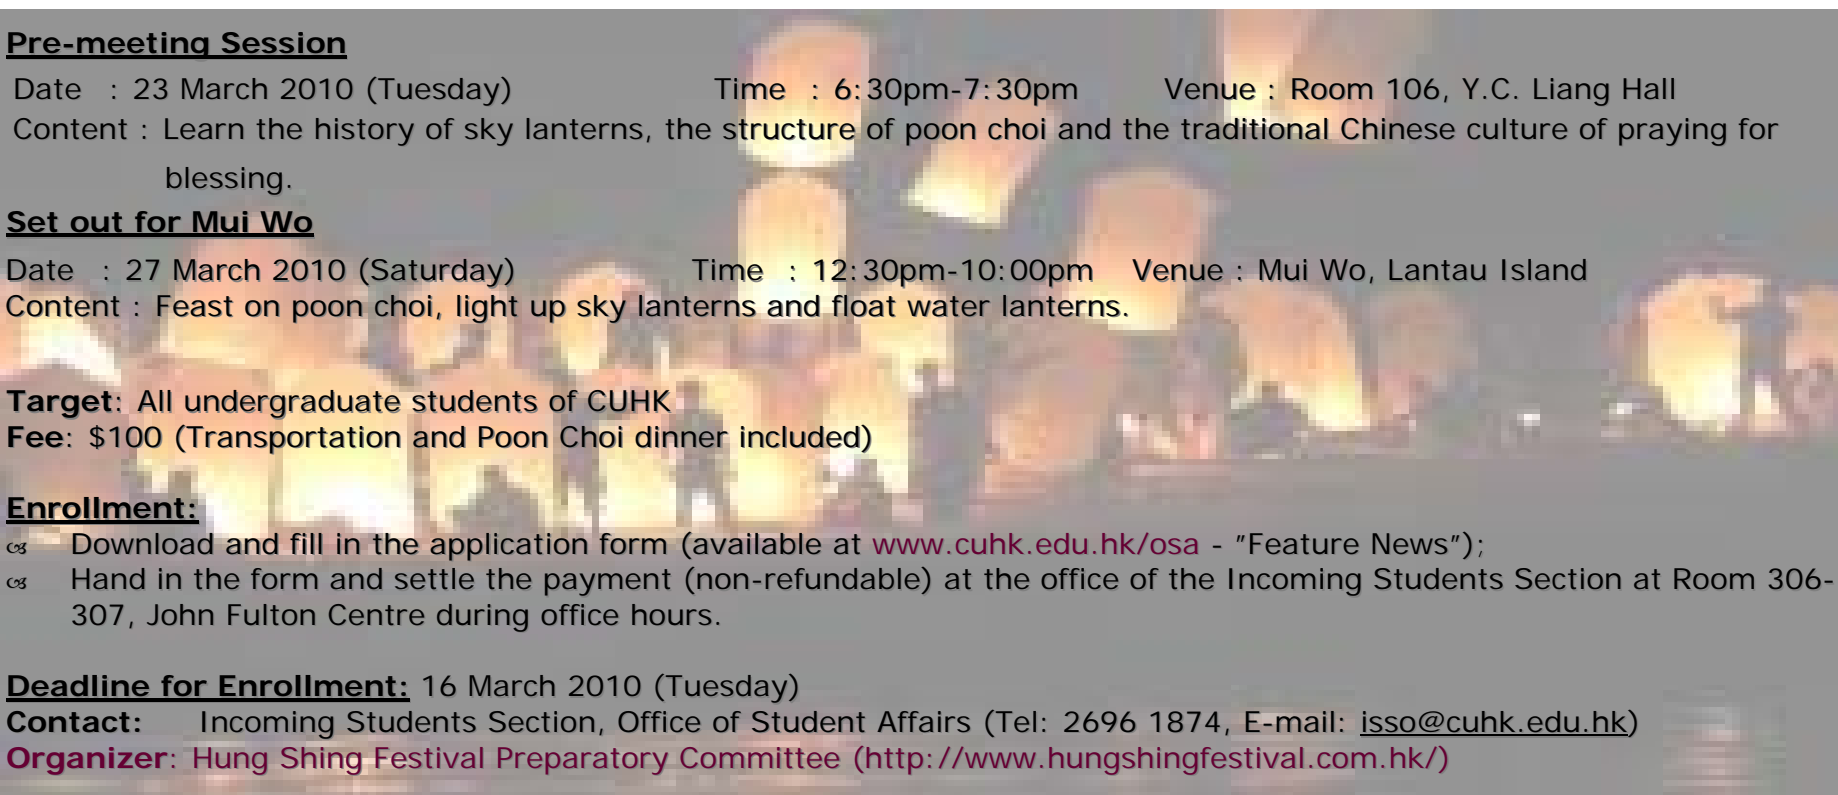 Pre-meeting Session
Date : 23 March 2010 (Tuesday) Time : 6:30pm-7:30pm Venue : Room 106, Y.C. Liang Hall
Content : Learn the history of sky lanterns, the structure of poon choi and the traditional Chinese culture of praying for
blessing.
Set out for Mui Wo
Date : 27 March 2010 (Saturday) Time : 12:30pm-10:00pm Venue : Mui Wo, Lantau Island
Content : Feast on poon choi, light up sky lanterns and float water lanterns.
Target: All undergraduate students of CUHK
Fee: $100 (Transportation and Poon Choi dinner included)
Enrollment:
Download and fill in the application form (available at www.cuhk.edu.hk/osa - "Feature News");
Hand in the form and settle the payment (non-refundable) at the office of the Incoming Students Section at Room 306-
307, John Fulton Centre during office hours.
Deadline for Enrollment: 16 March 2010 (Tuesday)
Contact: Incoming Students Section, Office of Student Affairs (Tel: 2696 1874, E-mail: isso@cuhk.edu.hk)
Organizer: Hung Shing Festival Preparatory Committee (http://www.hungshingfestival.com.hk/)